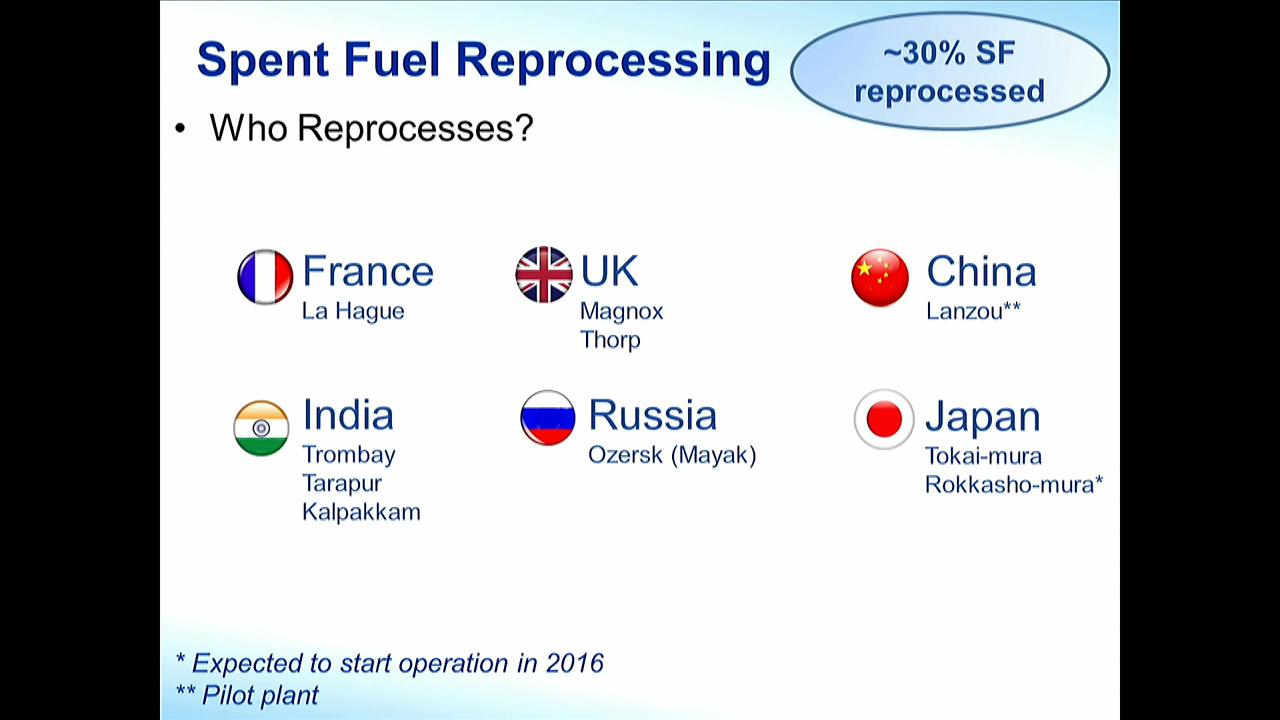 Spent Fuel Reprocessing
~30% SF
reprocessed
• Who Reprocesses?
France
La Hague
UK
Magnox
Thorp
China
Lanzou**
India
Trombay
Tarapur
Kalpakkam
Russia
Ozersk (Mayak)
Japan
Tokai-mura
Rokkasho-mura*
* Expected to start operation in 2016
** Pilot plant